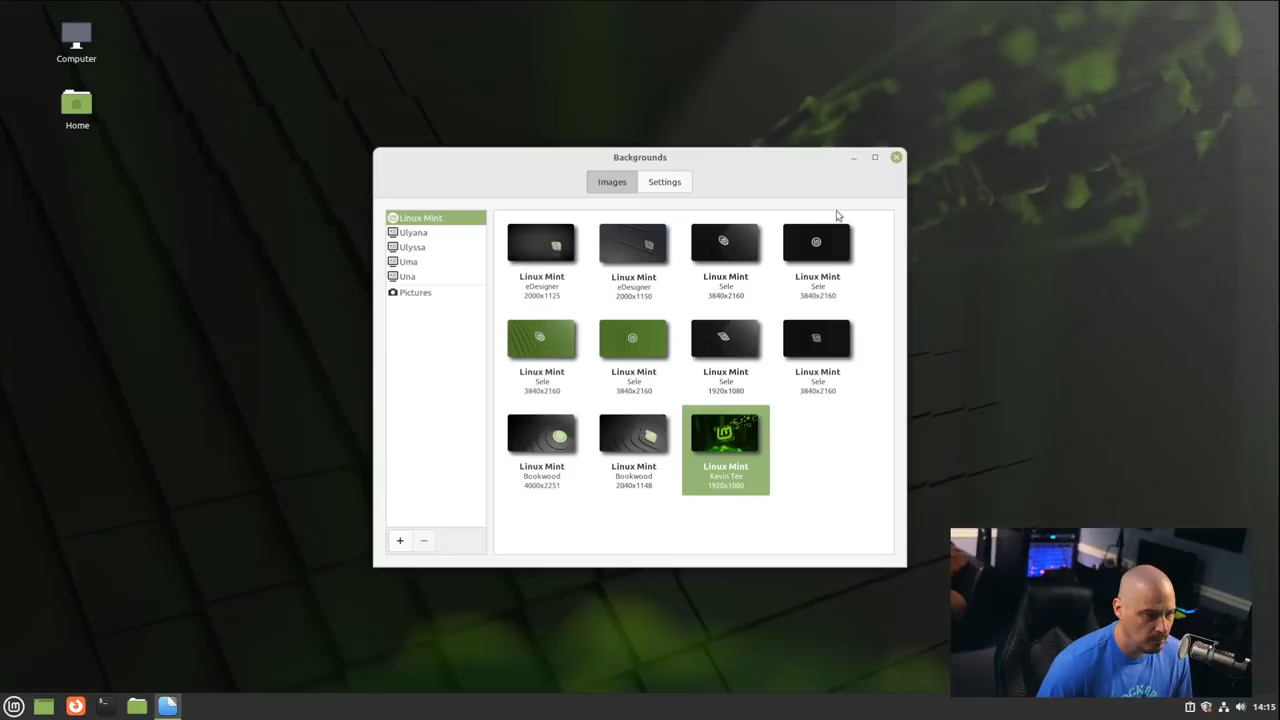 Computer
Home
Backgrounds
Images
Settings
Linux Mint
Ulyana
Ulyssa
Uma
Una
Pictures
Linux Mint
eDesigner
2000x1125
Linux Mint
eDesigner
2000x1150
Linux Mint
Sele
3840x2160
Linux Mint
Sele
3840x2160
Linux Mint
Sele
3840x2160
Linux Mint
Sele
3840x2160
Linux Mint
Sele
1920x1080
Linux Mint
Sele
3840x2160
Linux Mint
Bookwood
4000x2251
Linux Mint
Bookwood
2040x1148
Linux Mint
Kevin Tee
1920x1080
14:15